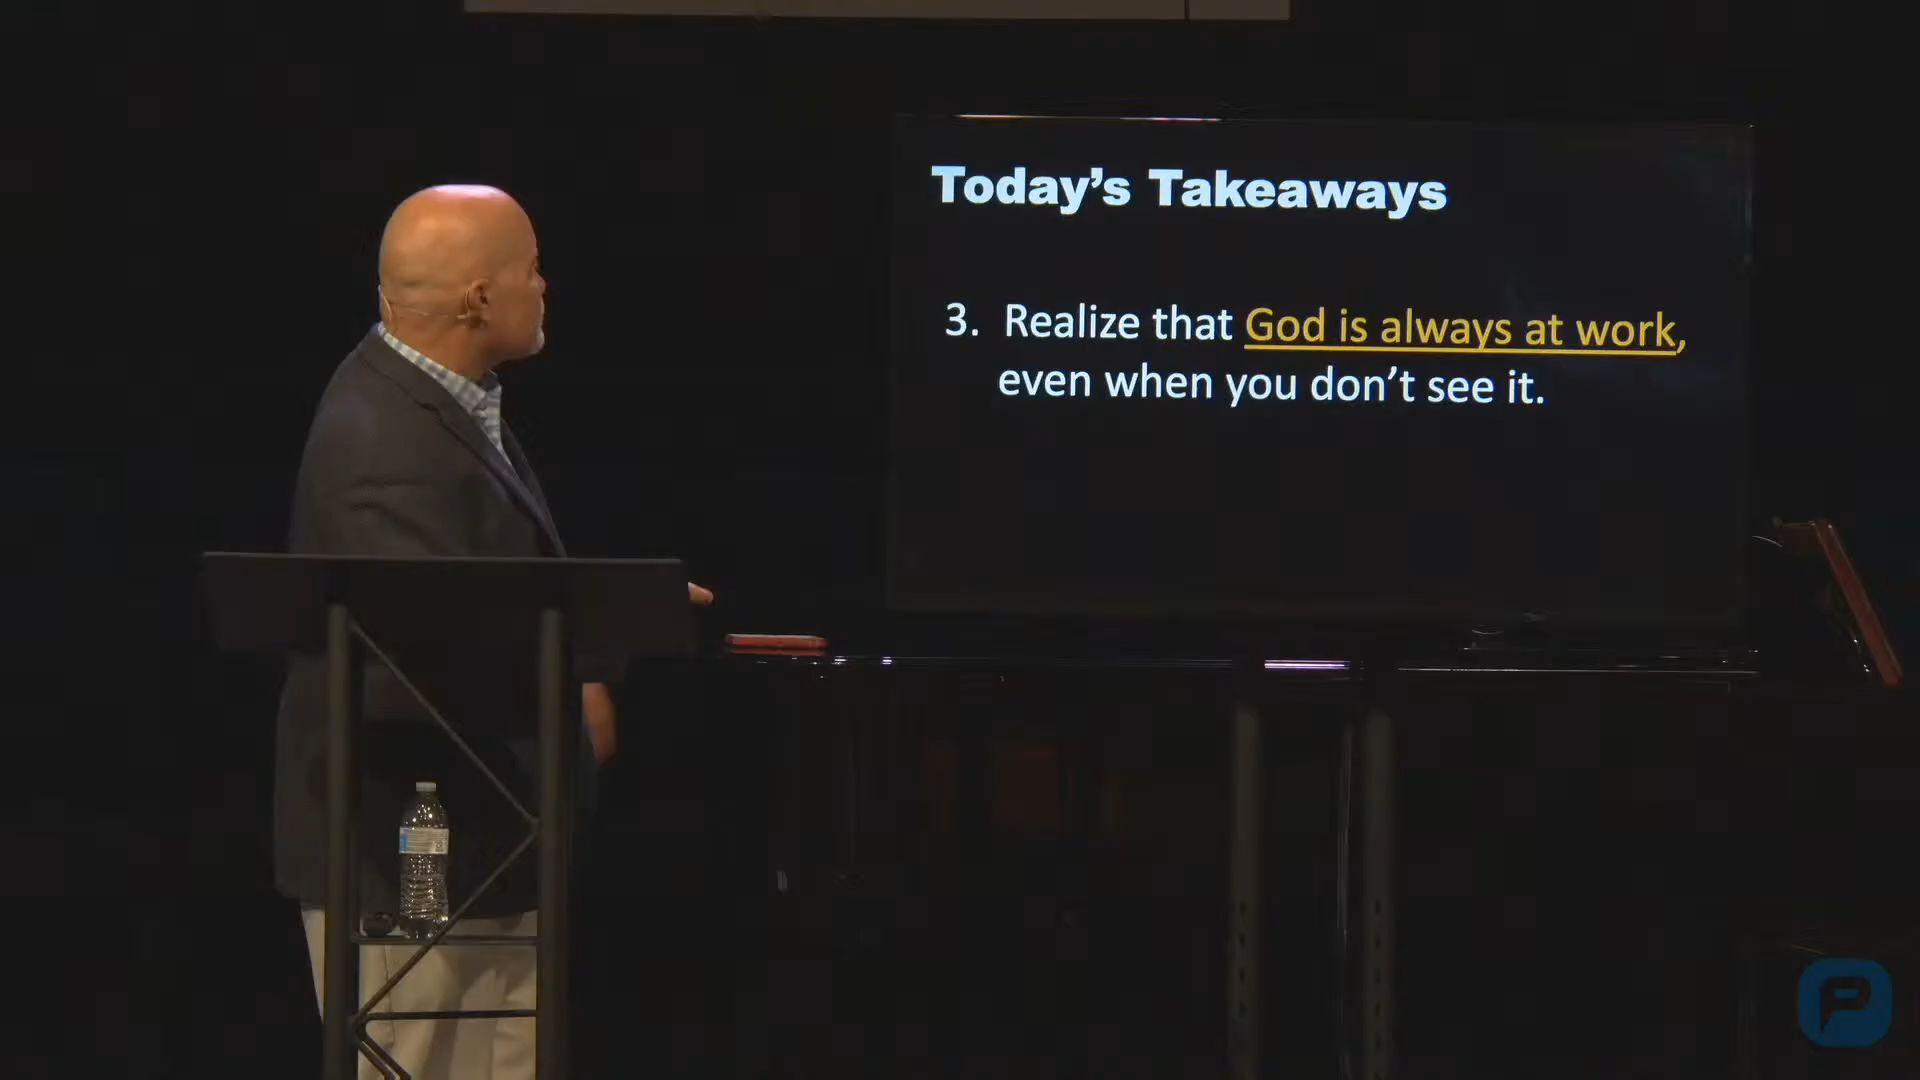 Today’s Takeaways
3. Realize that God is always at work,
even when you don’t see it.